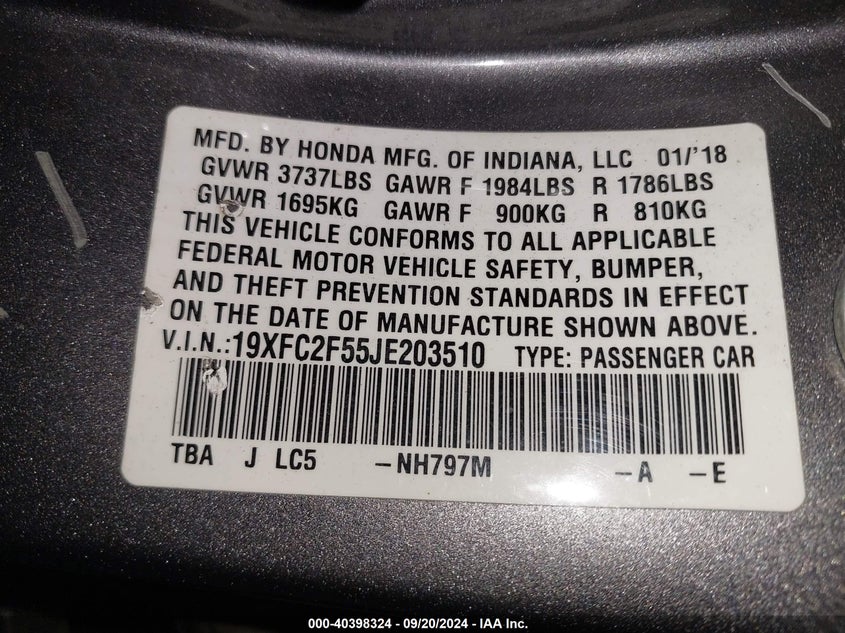 MFD. BY HONDA MFG. OF INDIANA, LLC 01/'18
GVWR 3737LBS GAWR F 1984LBS R 1786LBS
GVWR 1695KG GAWR F 900KG R 810KG
THIS VEHICLE CONFORMS TO ALL APPLICABLE
FEDERAL MOTOR VEHICLE SAFETY, BUMPER,
AND THEFT PREVENTION STANDARDS IN EFFECT
ON THE DATE OF MANUFACTURE SHOWN ABOVE.
V.I.N.:19XFC2F55JE203510 TYPE: PASSENGER CAR
TBA J LC5 -NH797M -A -E
000-40398324 - 09/20/2024 - IAA Inc.